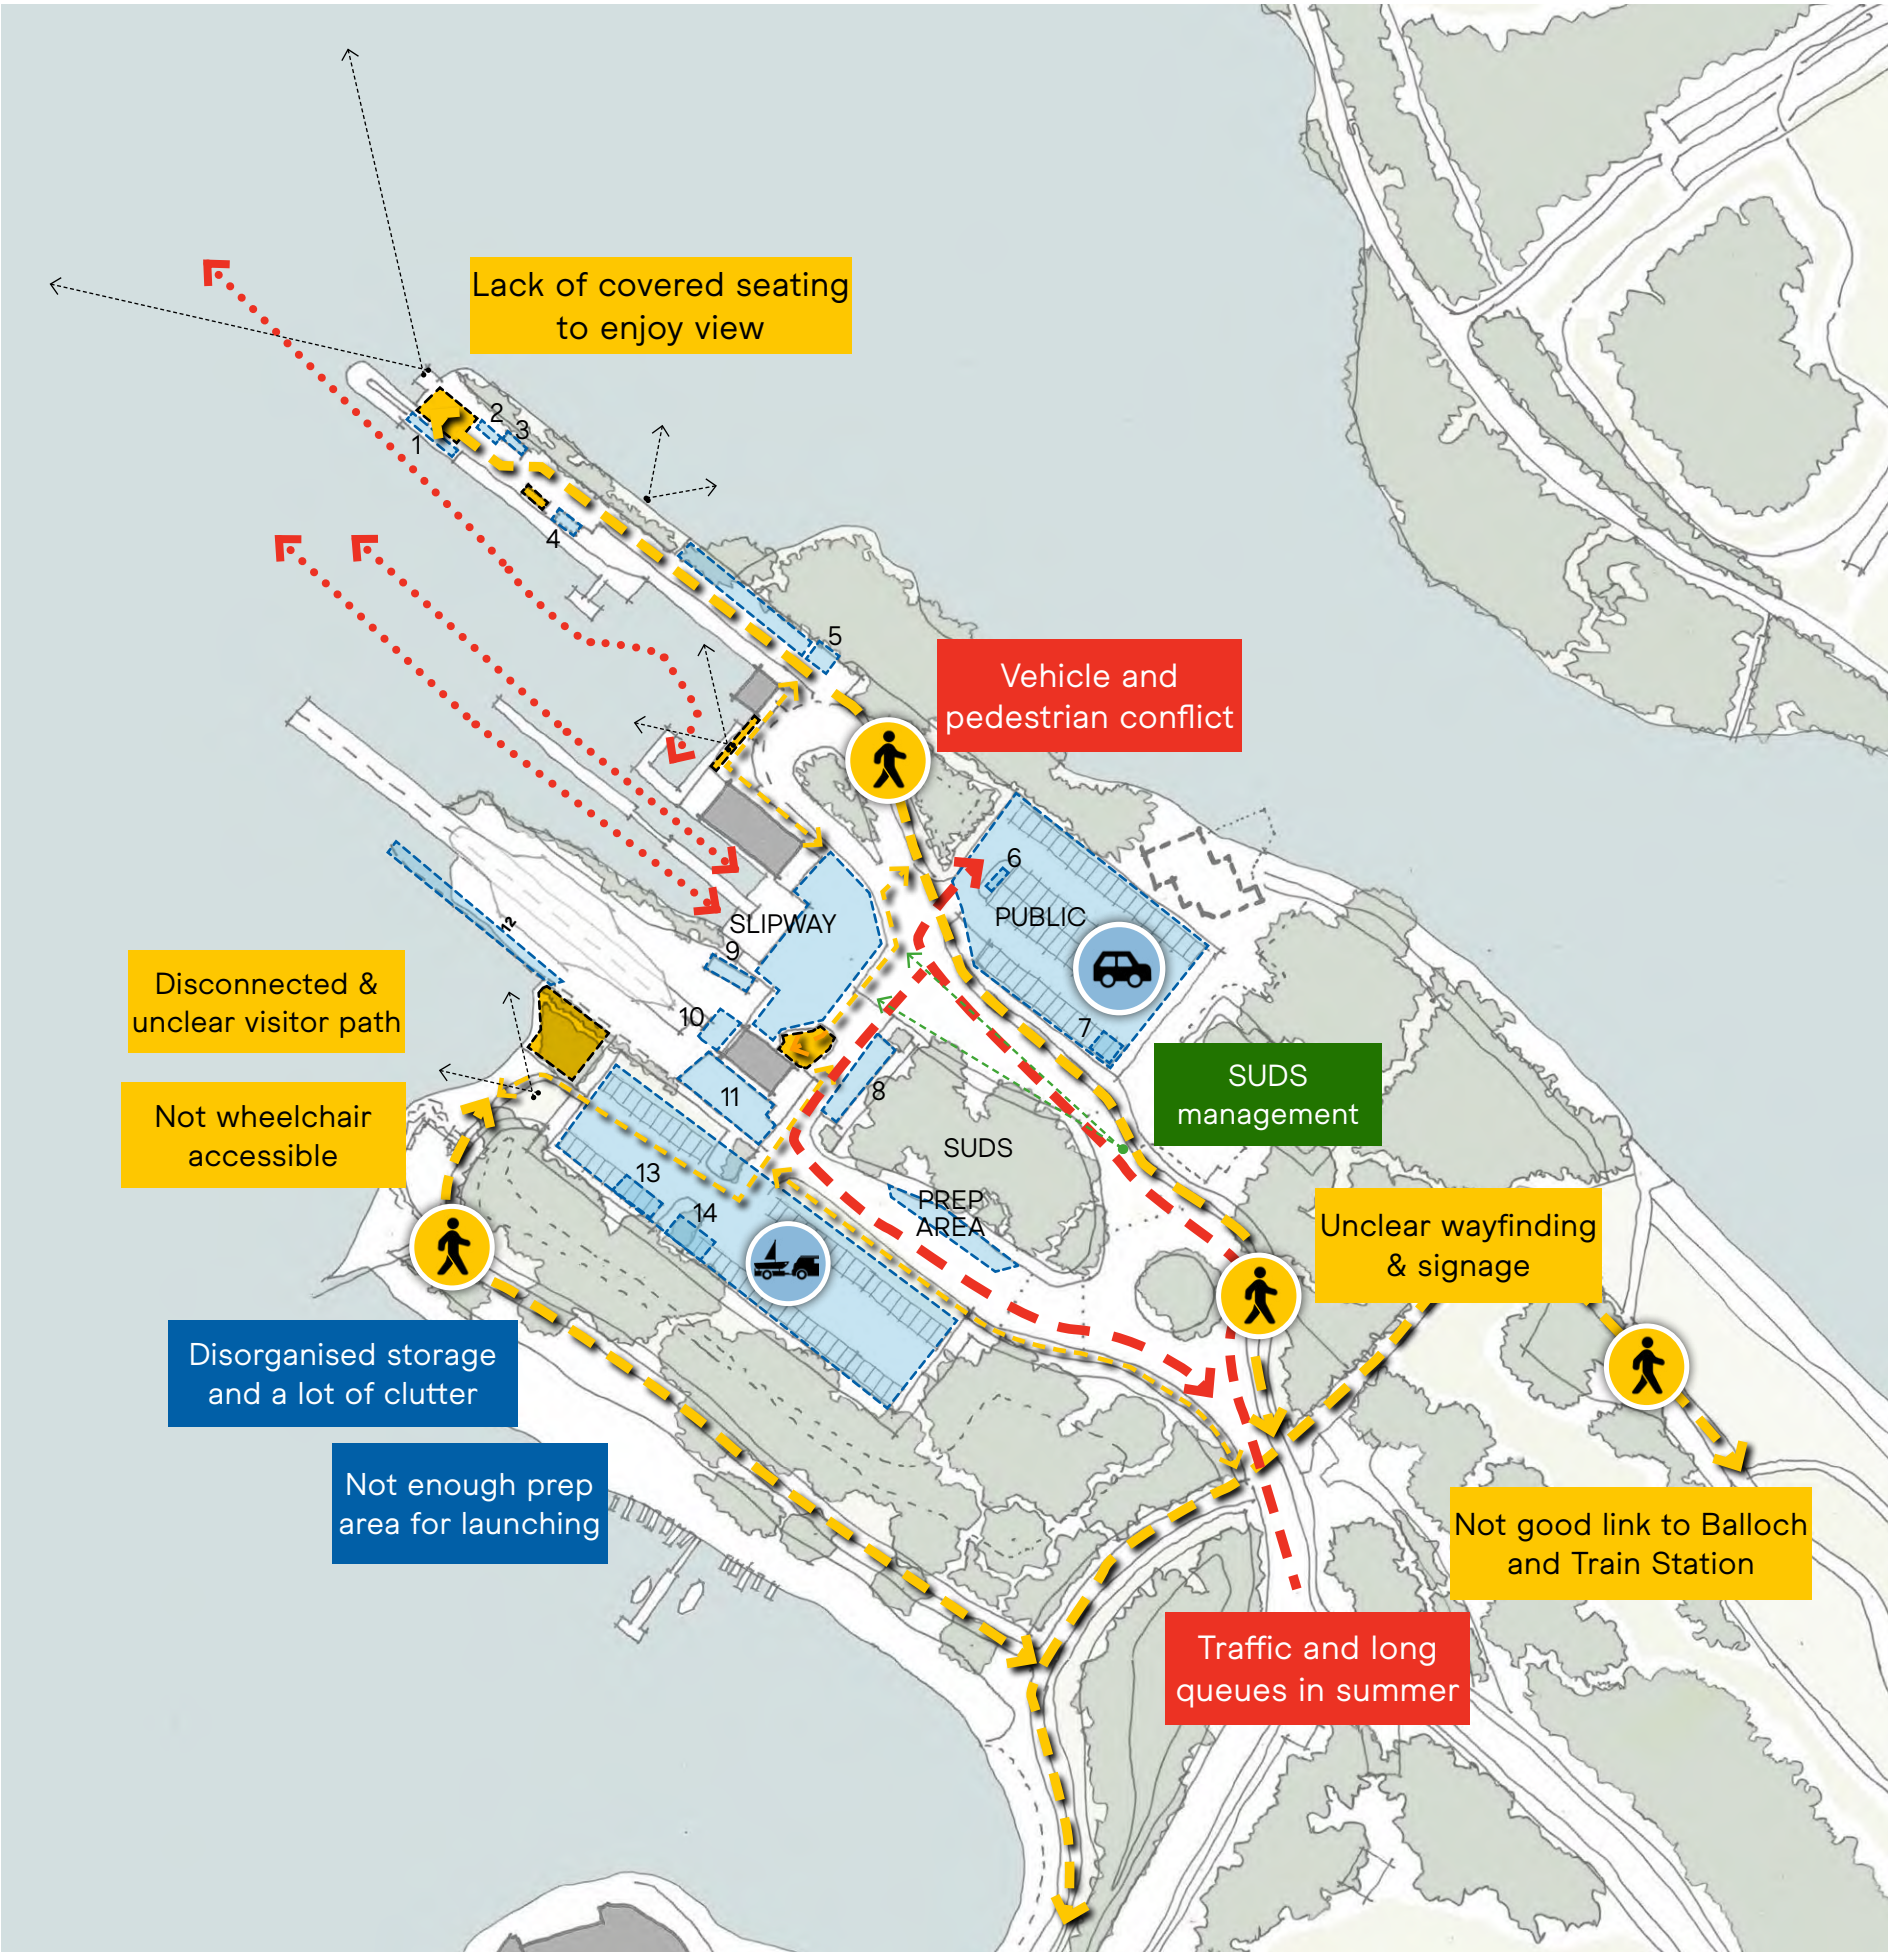 Lack of covered seating
to enjoy view
2
3
1
4
5
Vehicle and
pedestrian conflict
6
PUBLIC
SLIPWAY
12
9
Disconnected &
unclear visitor path
10
7
SUDS
management
11
8
Not wheelchair
accessible
SUDS
13
PREP
AREA
14
Unclear wayfinding
& signage
Disorganised storage
and a lot of clutter
Not enough prep
area for launching
Not good link to Balloch
and Train Station
Traffic and long
queues in summer